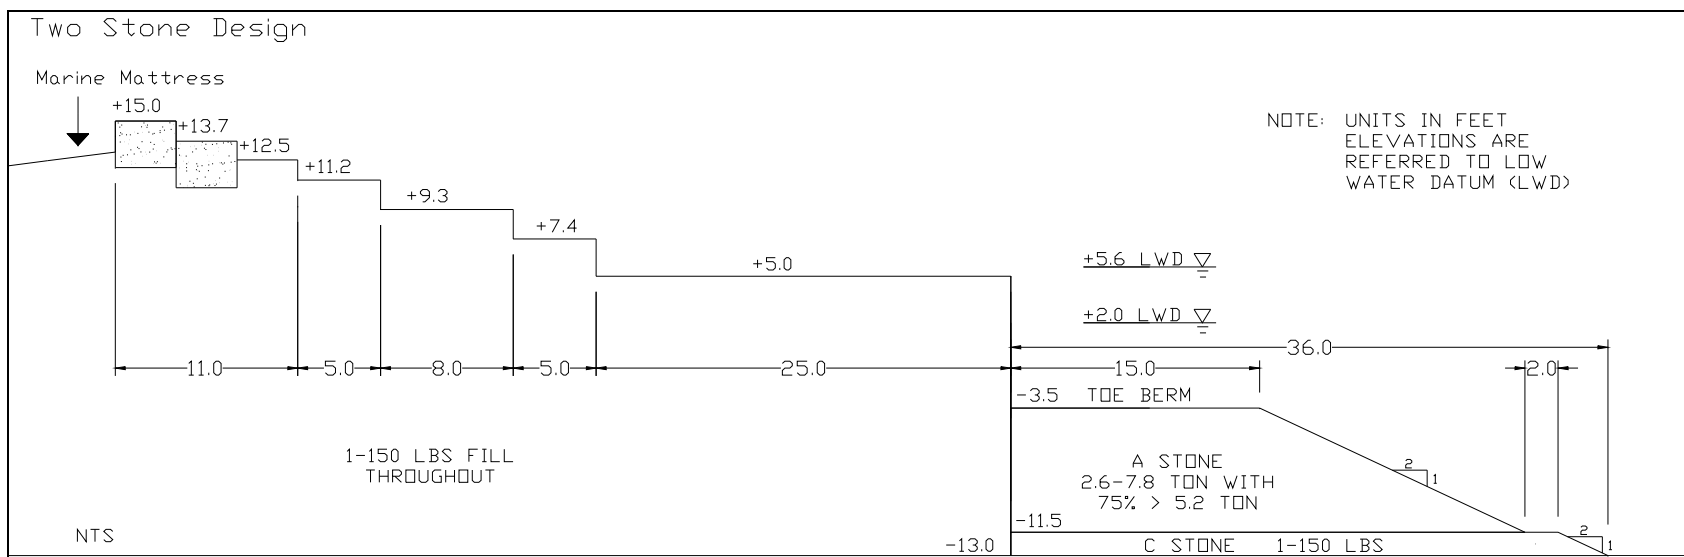 Two Stone Design
Marine Mattress
+15.0
+13.7
+12.5
+11.2
+9.3
+7.4
+5.0
NOTE: UNITS IN FEET
ELEVATIONS ARE
REFERRED TO LOW
WATER DATUM (LWD)
+5.6 LWD
+2.0 LWD
36.0
11.0
5.0
8.0
5.0
25.0
15.0
2.0
-3.5 TOE BERM
1-150 LBS FILL
THROUGHOUT
A STONE
2.6-7.8 TON WITH
75% > 5.2 TON
2
1
-11.5
NTS
-13.0
C STONE 1-150 LBS
2
1